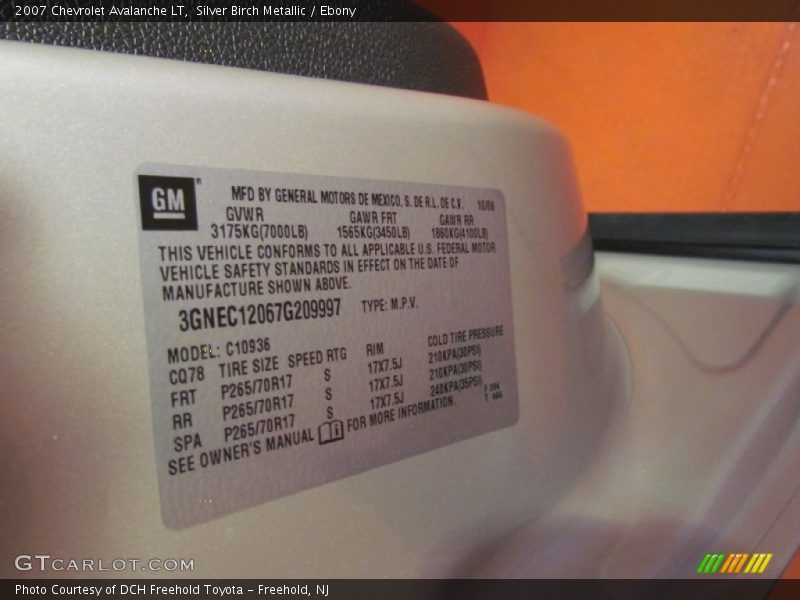 2007 Chevrolet Avalanche LT, Silver Birch Metallic / Ebony
GM
MFD BY GENERAL MOTORS DE MEXICO, S. DE R.L. DE C.V. 10/06
GVWR GAWR FRT GAWR RR
3175KG(7000LB) 1565KG(3450LB) 1860KG(4100LB)
THIS VEHICLE CONFORMS TO ALL APPLICABLE U.S. FEDERAL MOTOR
VEHICLE SAFETY STANDARDS IN EFFECT ON THE DATE OF
MANUFACTURE SHOWN ABOVE.
3GNEC12067G209997 TYPE: M.P.V.
MODEL: C10936
CQ78 TIRE SIZE SPEED RTG RIM COLD TIRE PRESSURE
FRT P265/70R17 S 17X7.5J 210KPA(30PSI)
RR P265/70R17 S 17X7.5J 210KPA(30PSI)
SPA P265/70R17 S 17X7.5J 240KPA(35PSI)
SEE OWNER'S MANUAL FOR MORE INFORMATION.
GTCARLOT.COM
Photo Courtesy of DCH Freehold Toyota - Freehold, NJ